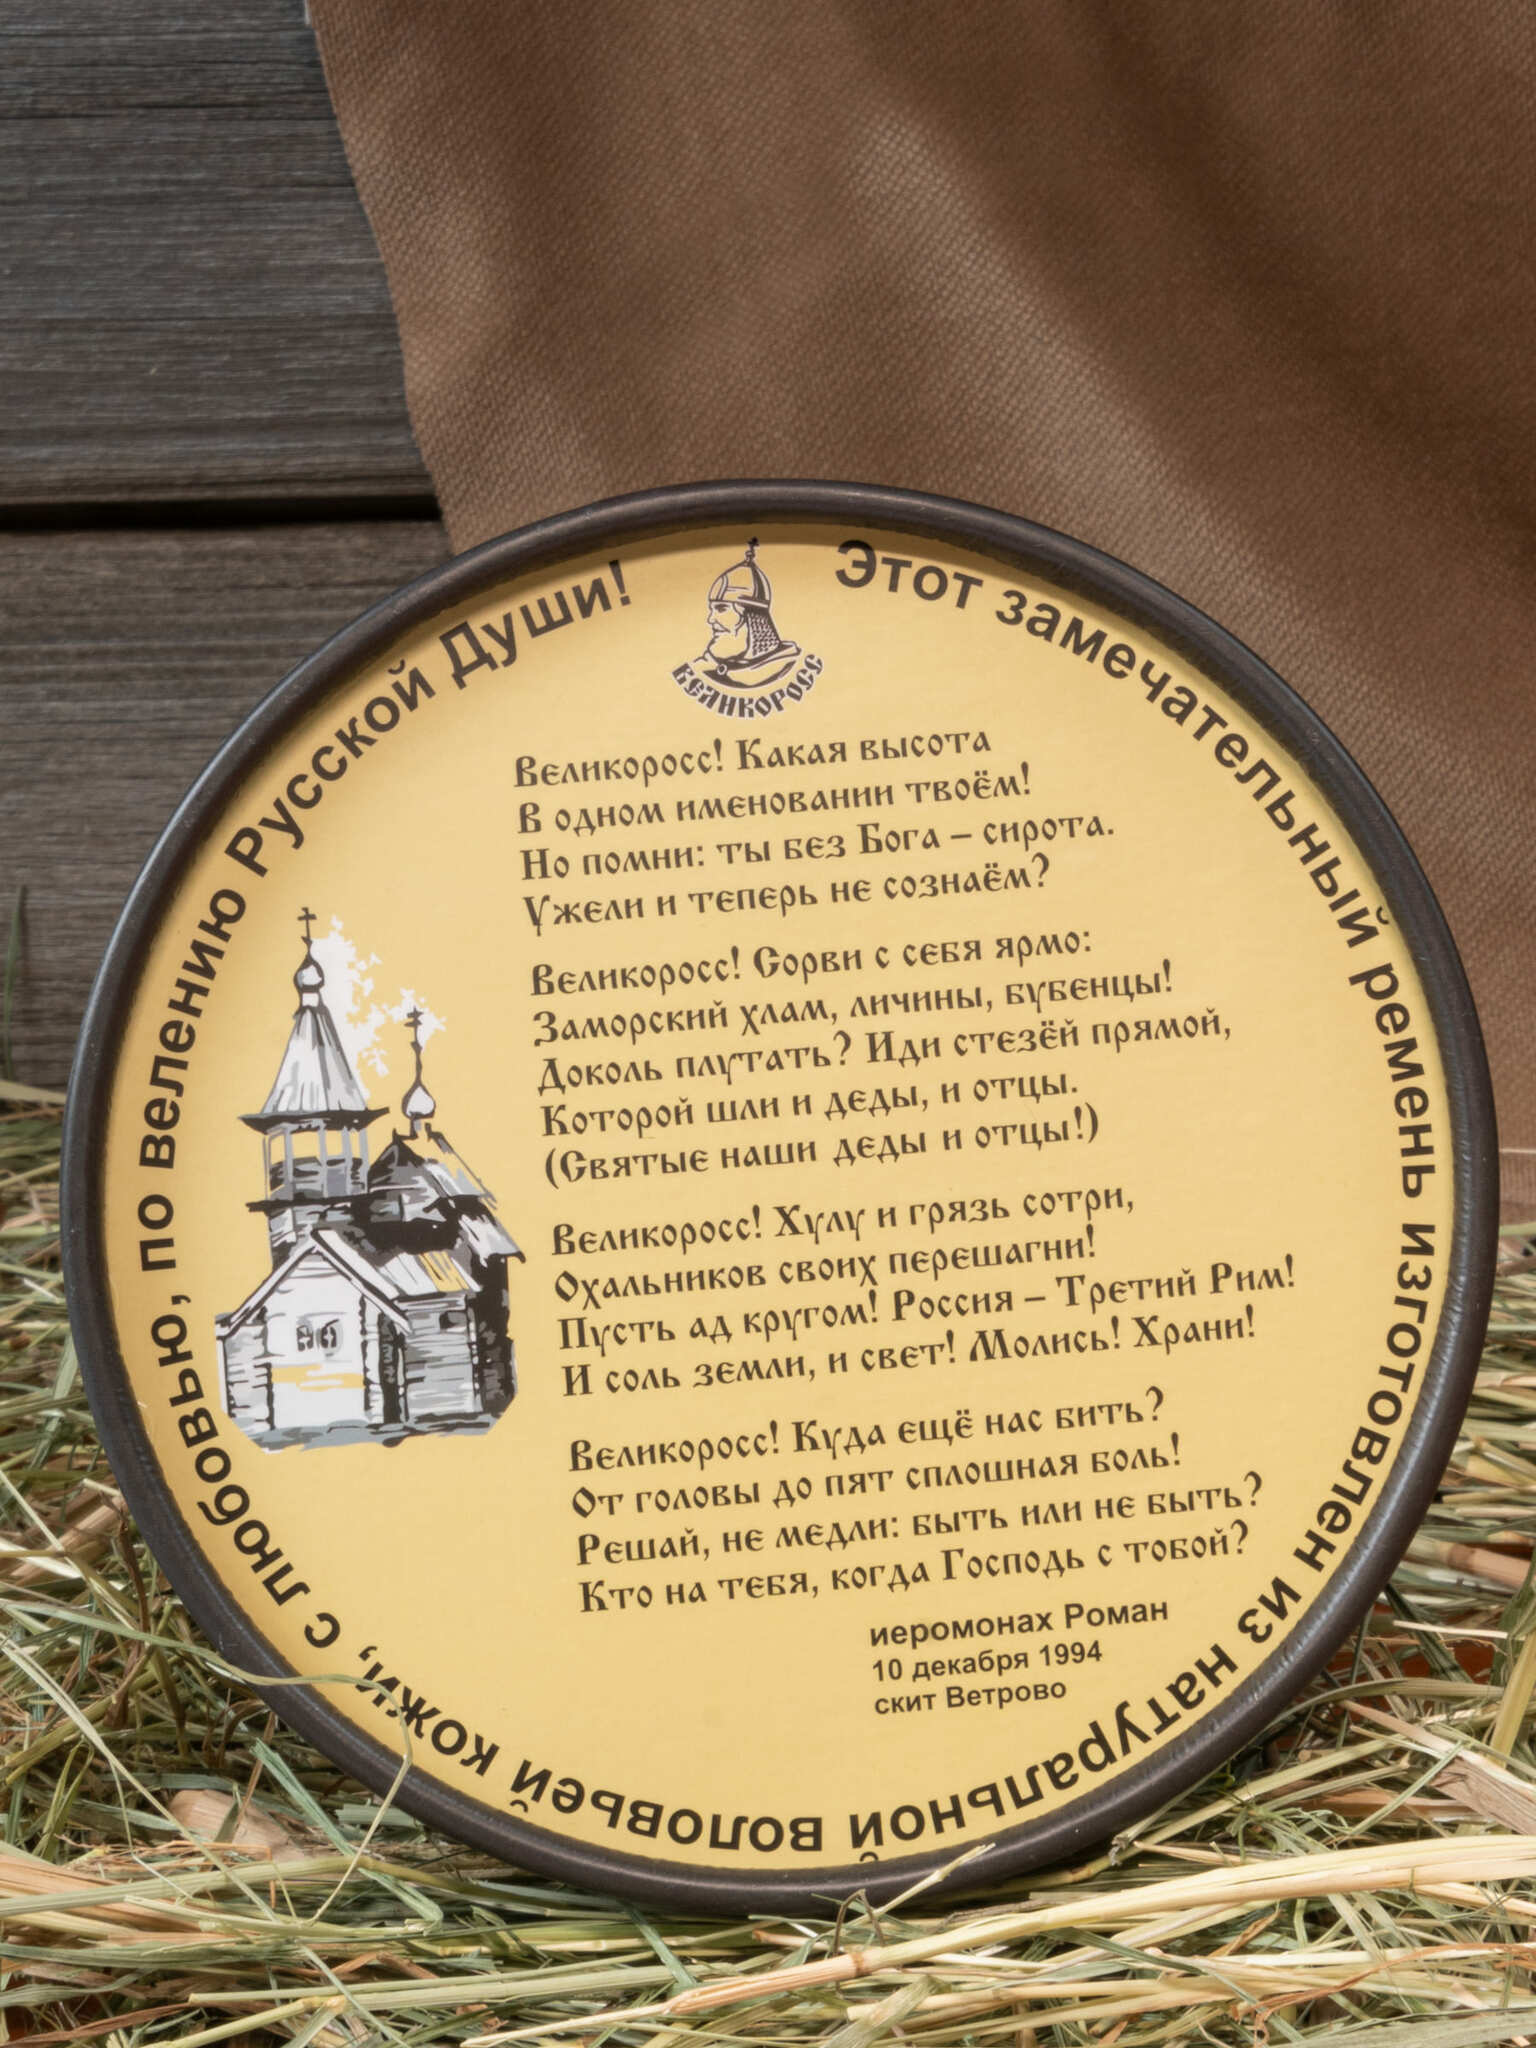 Этот замечательный ремень изготовлен из натуральной воловьей кожи, с любовью, по велению Русской Души!
ВЕЛИКОРОСС
Великоросс! Какая высота
В одном именовании твоём!
Но помни: ты без Бога – сирота.
Ужели и теперь не сознаём?
Великоросс! Сорви с себя ярмо:
Заморский хлам, личины, бубенцы!
Доколь плутать? Иди стезёй прямой,
Которой шли и деды, и отцы.
(Святые наши деды и отцы!)
Великоросс! Хулу и грязь сотри,
Охальников своих перешагни!
Пусть ад кругом! Россия – Третий Рим!
И соль земли, и свет! Молись! Храни!
Великоросс! Куда ещё нас бить?
От головы до пят сплошная боль!
Решай, не медли: быть или не быть?
Кто на тебя, когда Господь с тобой?
иеромонах Роман
10 декабря 1994
скит Ветрово